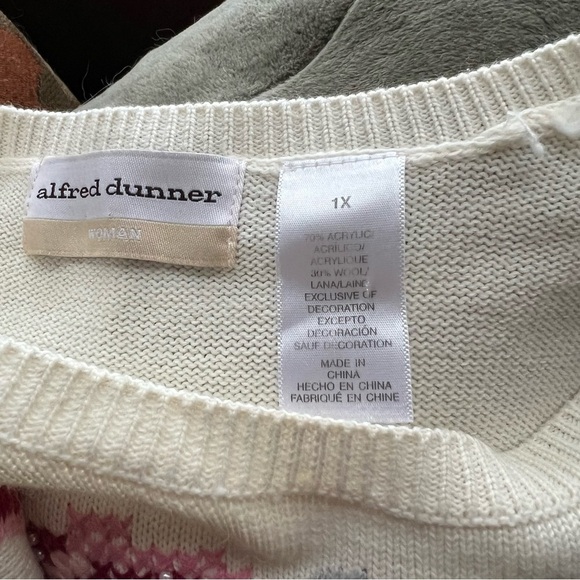 alfred dunner
WOMAN
1X
70% ACRYLIC/
ACRILICO/
ACRYLIQUE
30% WOOL/
LANA/LAINE
EXCLUSIVE OF
DECORATION
EXCEPTO
DECORACIÓN
SAUF DECORATION
MADE IN
CHINA
HECHO EN CHINA
FABRIQUÉ EN CHINE